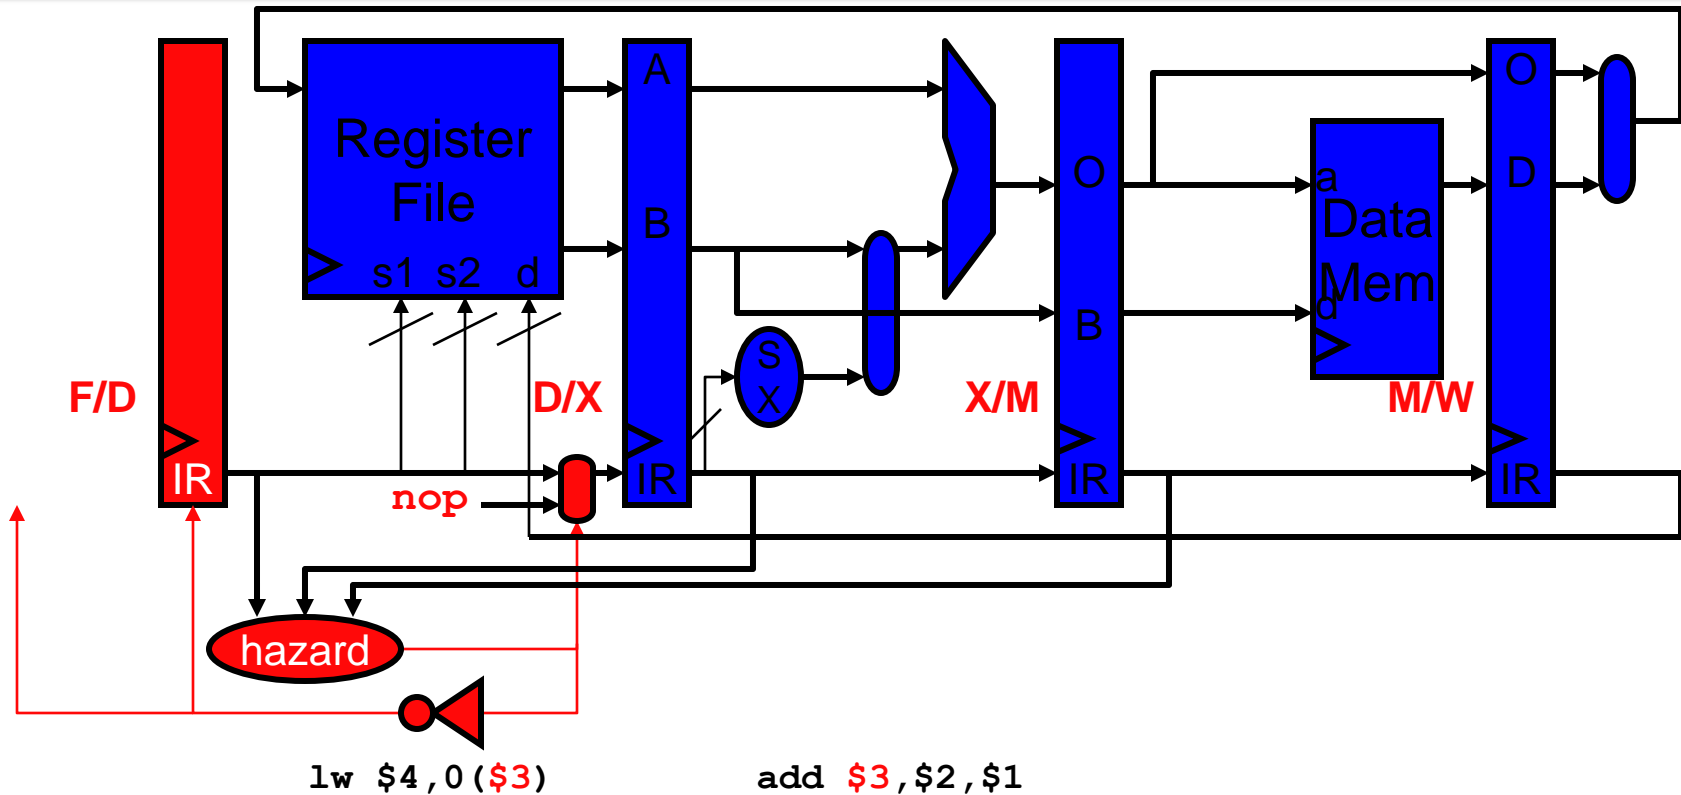 A
O
Register
File
a
O
D
B
Data
Mem
s1 s2 d
d
B
S
X
F/D
D/X
X/M
M/W
IR
IR
IR
IR
nop
hazard
lw $4,0($3)
add $3,$2,$1